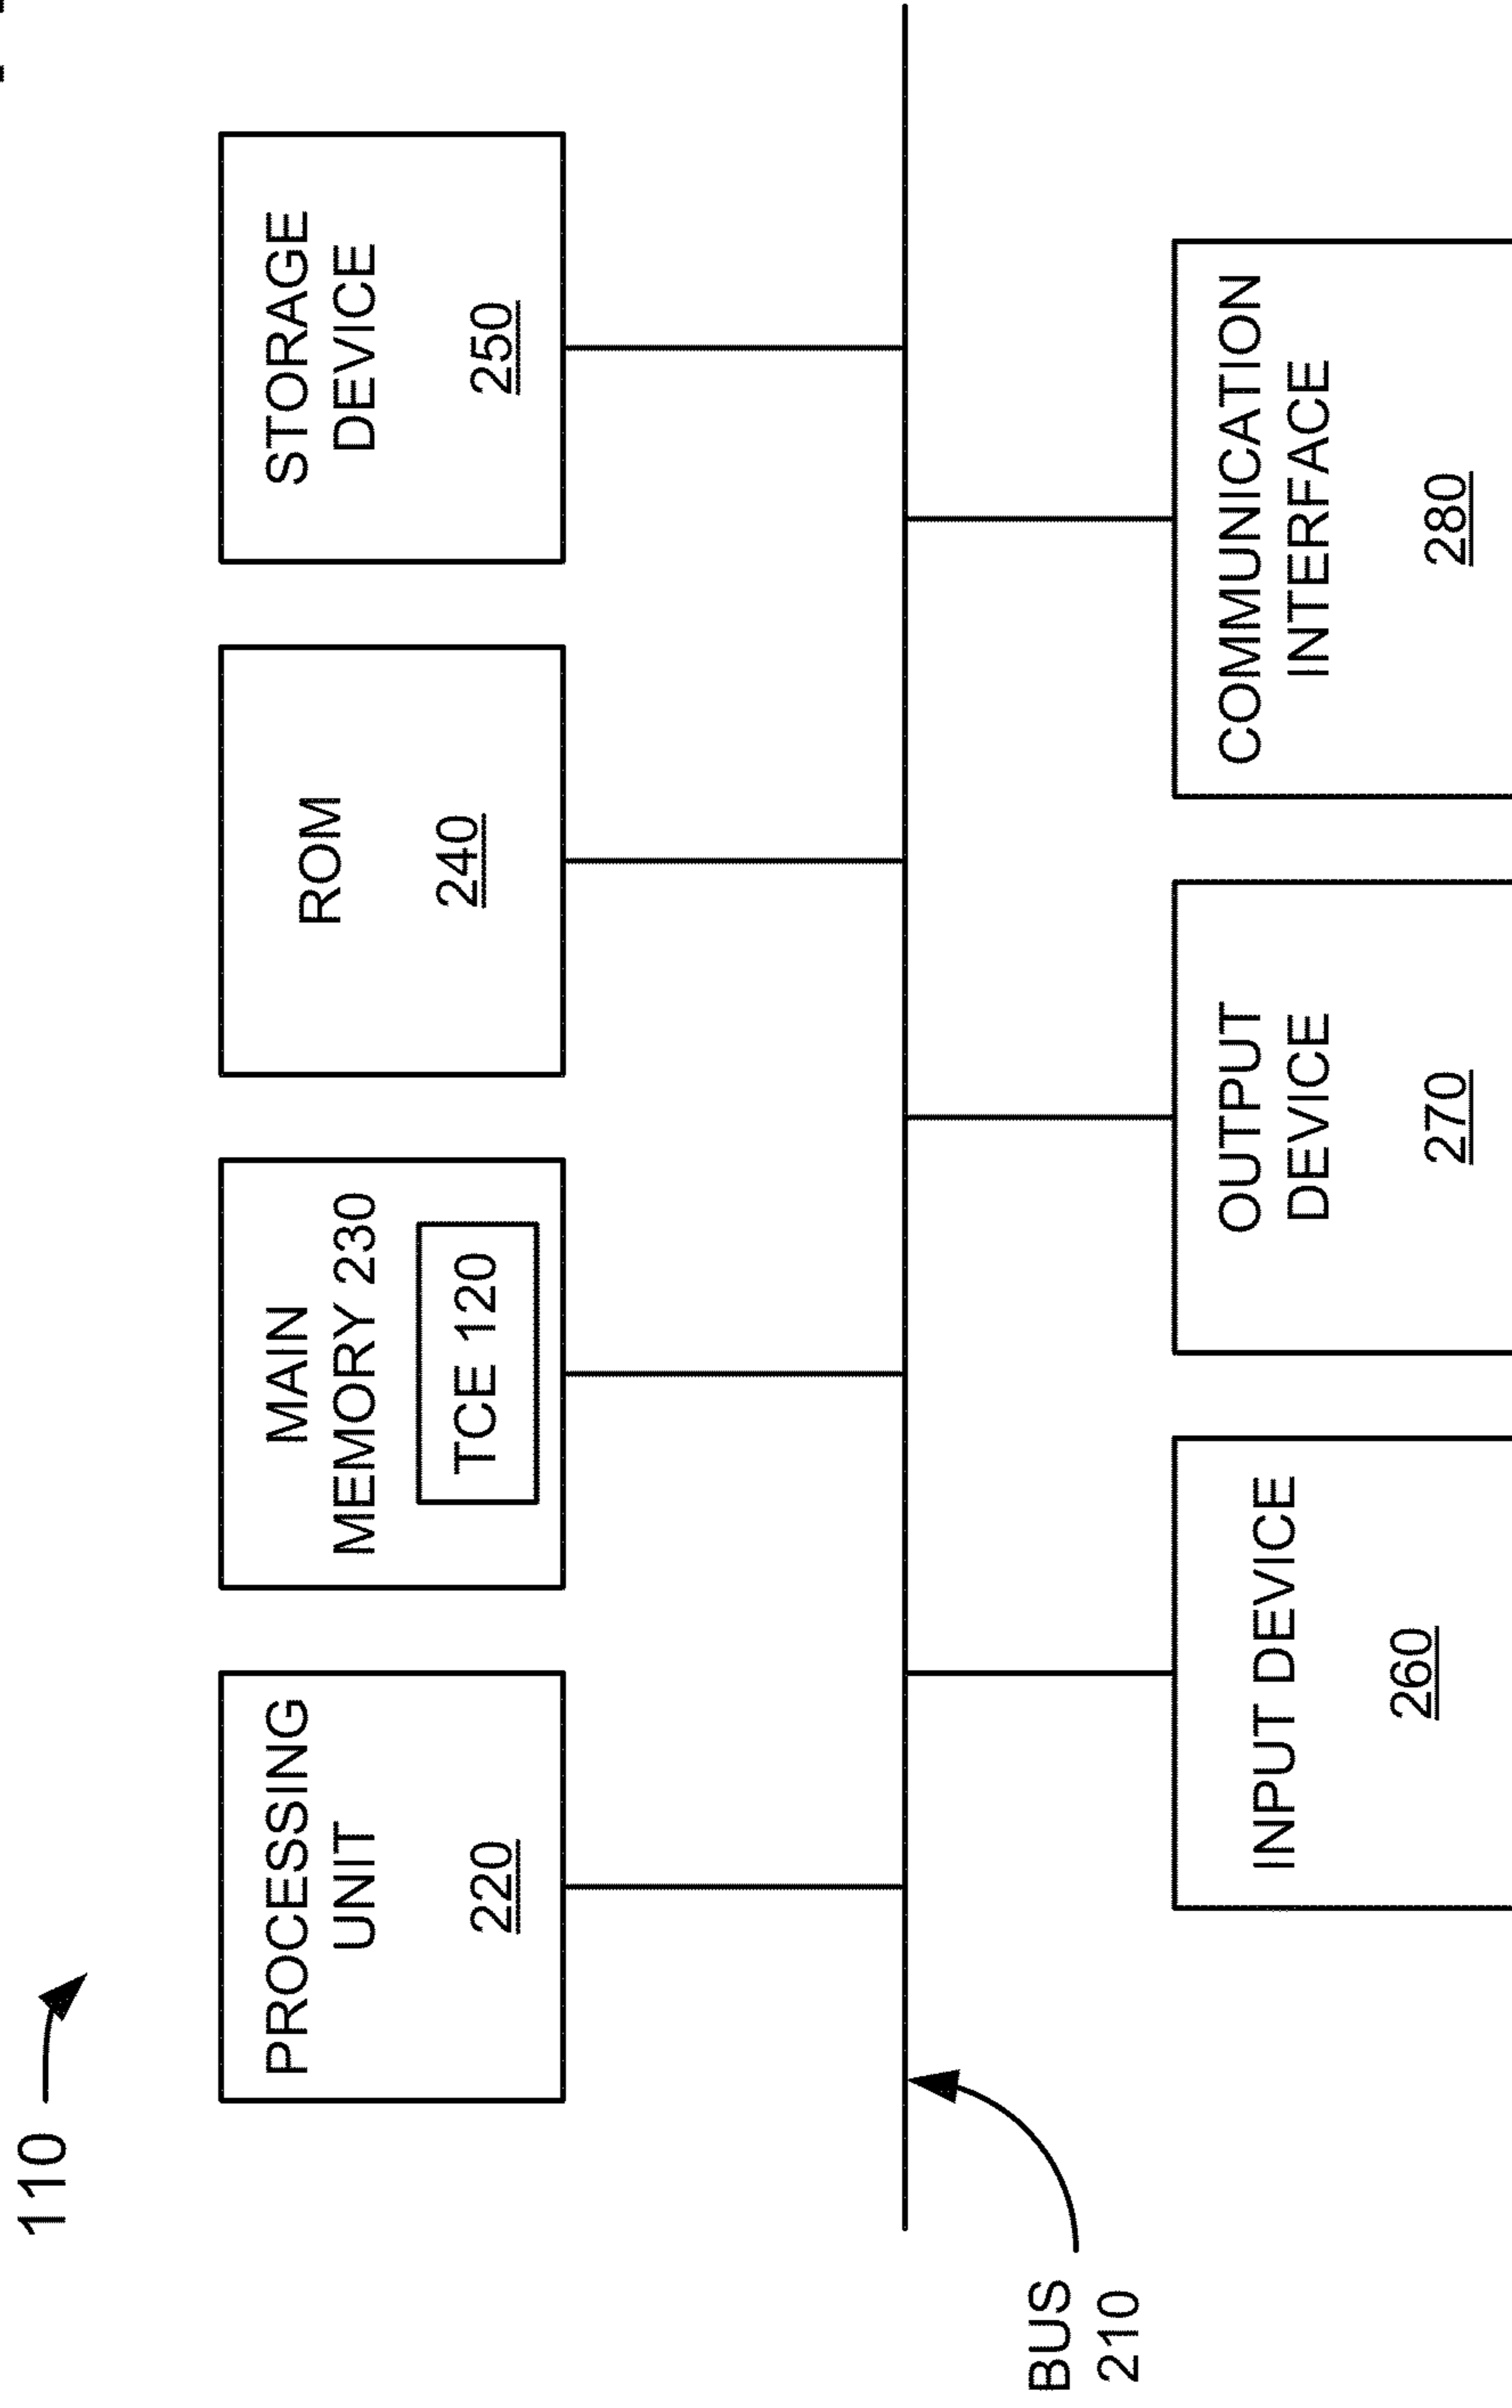 110
PROCESSING
UNIT
220
MAIN
MEMORY 230
TCE 120
ROM
240
STORAGE
DEVICE
250
BUS
210
INPUT DEVICE
260
OUTPUT
DEVICE
270
COMMUNICATION
INTERFACE
280